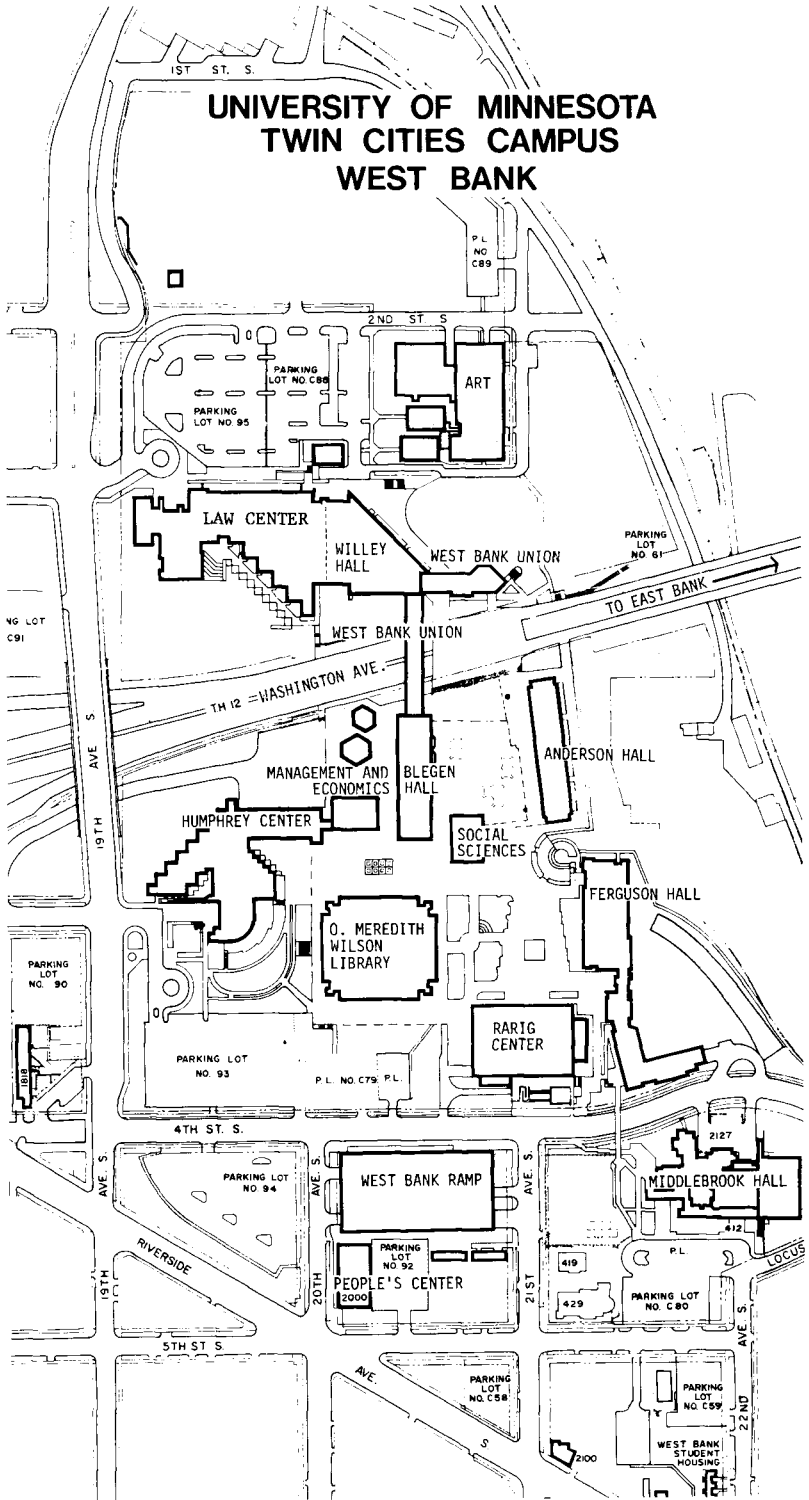 1ST ST. S.
UNIVERSITY OF MINNESOTA
TWIN CITIES CAMPUS
WEST BANK
P.L.
NO
C89
2ND ST. S
PARKING
LOT NO. C88
PARKING
LOT NO. 95
ART
LAW CENTER
WILLEY
HALL
WEST BANK UNION
PARKING
LOT
NO. 61
TO EAST BANK
NG LOT
C91
WEST BANK UNION
TH 12 = WASHINGTON AVE.
19TH AVE S.
MANAGEMENT AND
ECONOMICS
BLEGEN
HALL
ANDERSON HALL
HUMPHREY CENTER
SOCIAL
SCIENCES
FERGUSON HALL
O. MEREDITH
WILSON
LIBRARY
PARKING
LOT
NO. 90
1818
RARIG
CENTER
PARKING LOT
NO. 93
P.L. NO. C79
P.L.
4TH ST. S.
2127
19TH AVE. S.
PARKING LOT
NO. 94
20TH AVE. S.
WEST BANK RAMP
21ST AVE. S.
MIDDLEBROOK HALL
412
RIVERSIDE
PARKING
LOT
NO. 92
PEOPLE'S CENTER
2000
419
429
P.L.
LOCUS
PARKING LOT
NO. C80
5TH ST S.
AVE.
S
PARKING
LOT
NO. C58
PARKING
LOT
NO. C59
22ND AVE S.
2100
WEST BANK
STUDENT
HOUSING